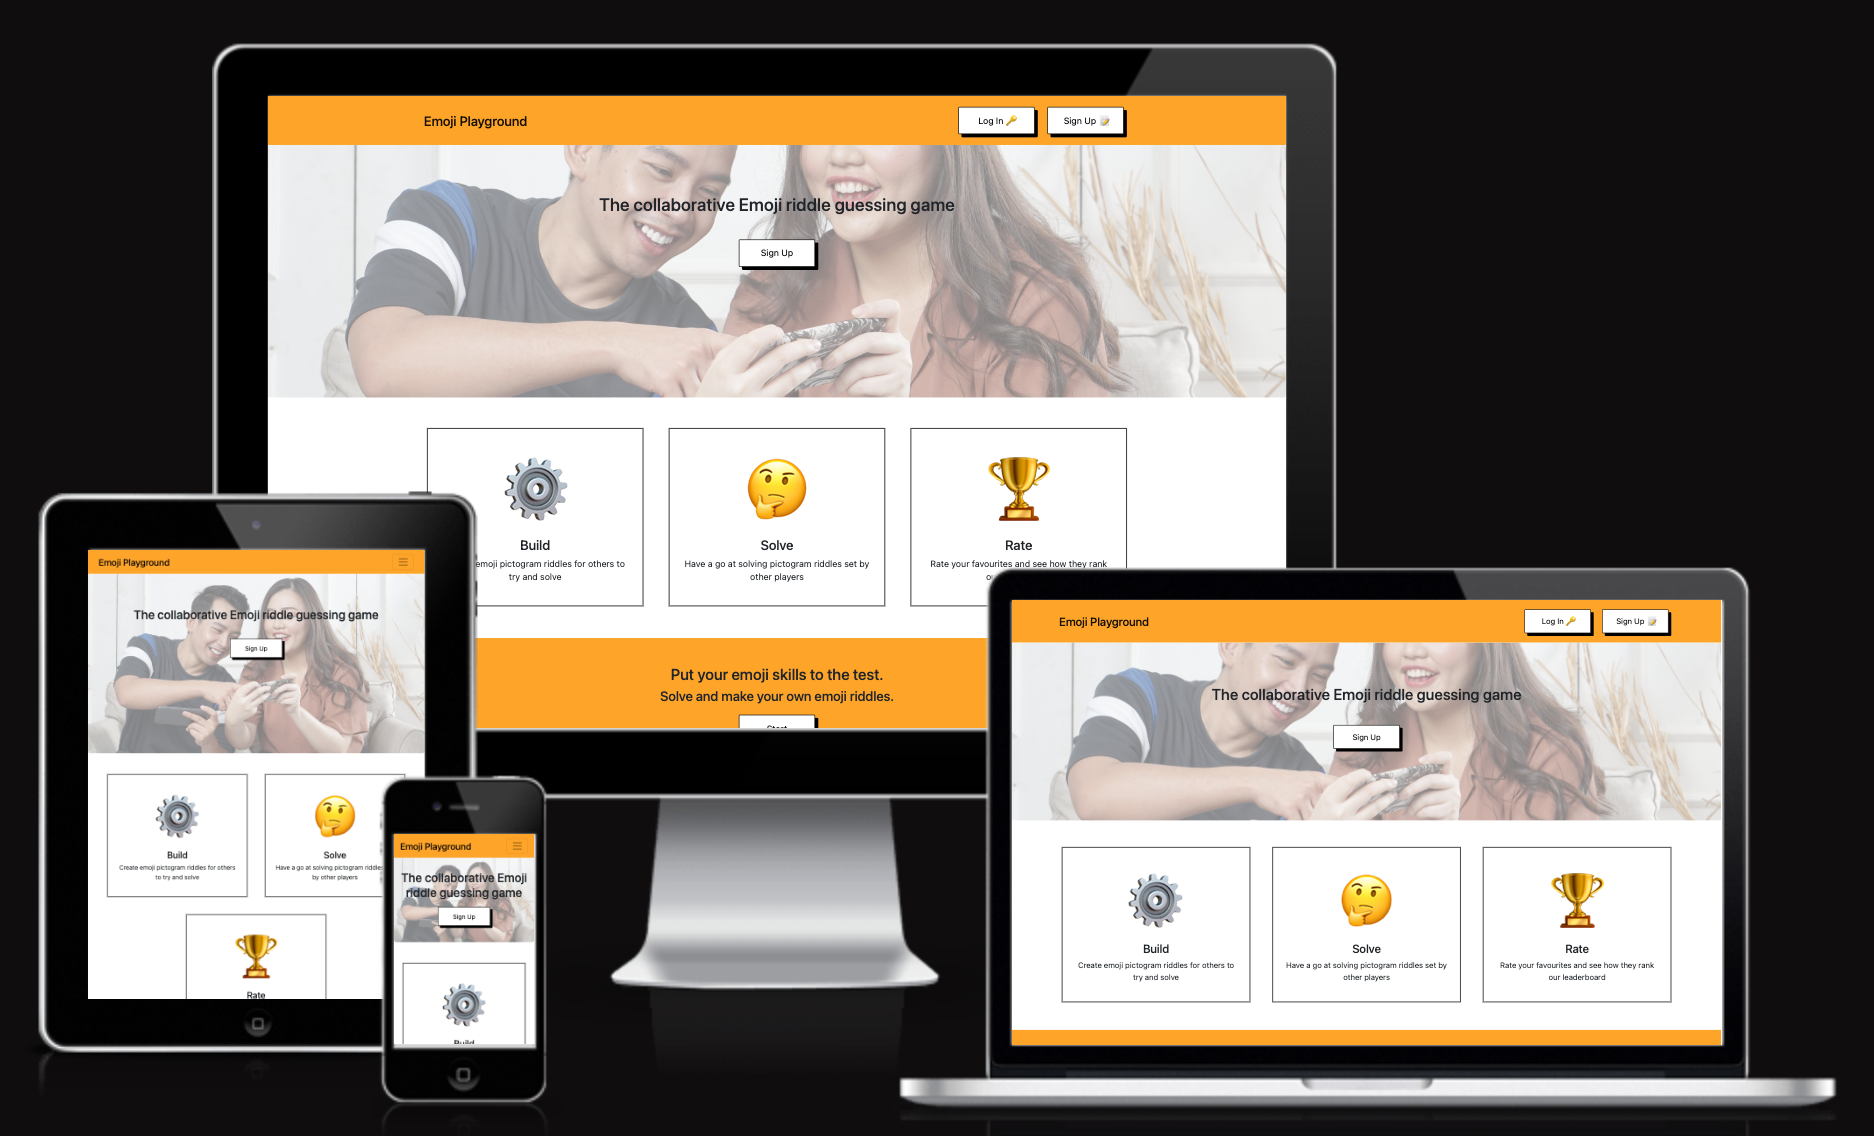 Emoji Playground
Log In 🔑
Sign Up 📝
The collaborative Emoji riddle guessing game
Sign Up
Build
emoji pictogram riddles for others to
try and solve
Solve
Have a go at solving pictogram riddles set by
other players
Rate
Rate your favourites and see how they rank
Put your emoji skills to the test.
Solve and make your own emoji riddles.
Start
Emoji Playground
The collaborative Emoji riddle guessing game
Sign Up
Build
Create emoji pictogram riddles for others
to try and solve
Solve
Have a go at solving pictogram riddles
by other players
Rate
Emoji Playground
The collaborative Emoji
riddle guessing game
Sign Up
Build
Emoji Playground
Log In 🔑
Sign Up 📝
The collaborative Emoji riddle guessing game
Sign Up
Build
Create emoji pictogram riddles for others to
try and solve
Solve
Have a go at solving pictogram riddles set by
other players
Rate
Rate your favourites and see how they rank
our leaderboard